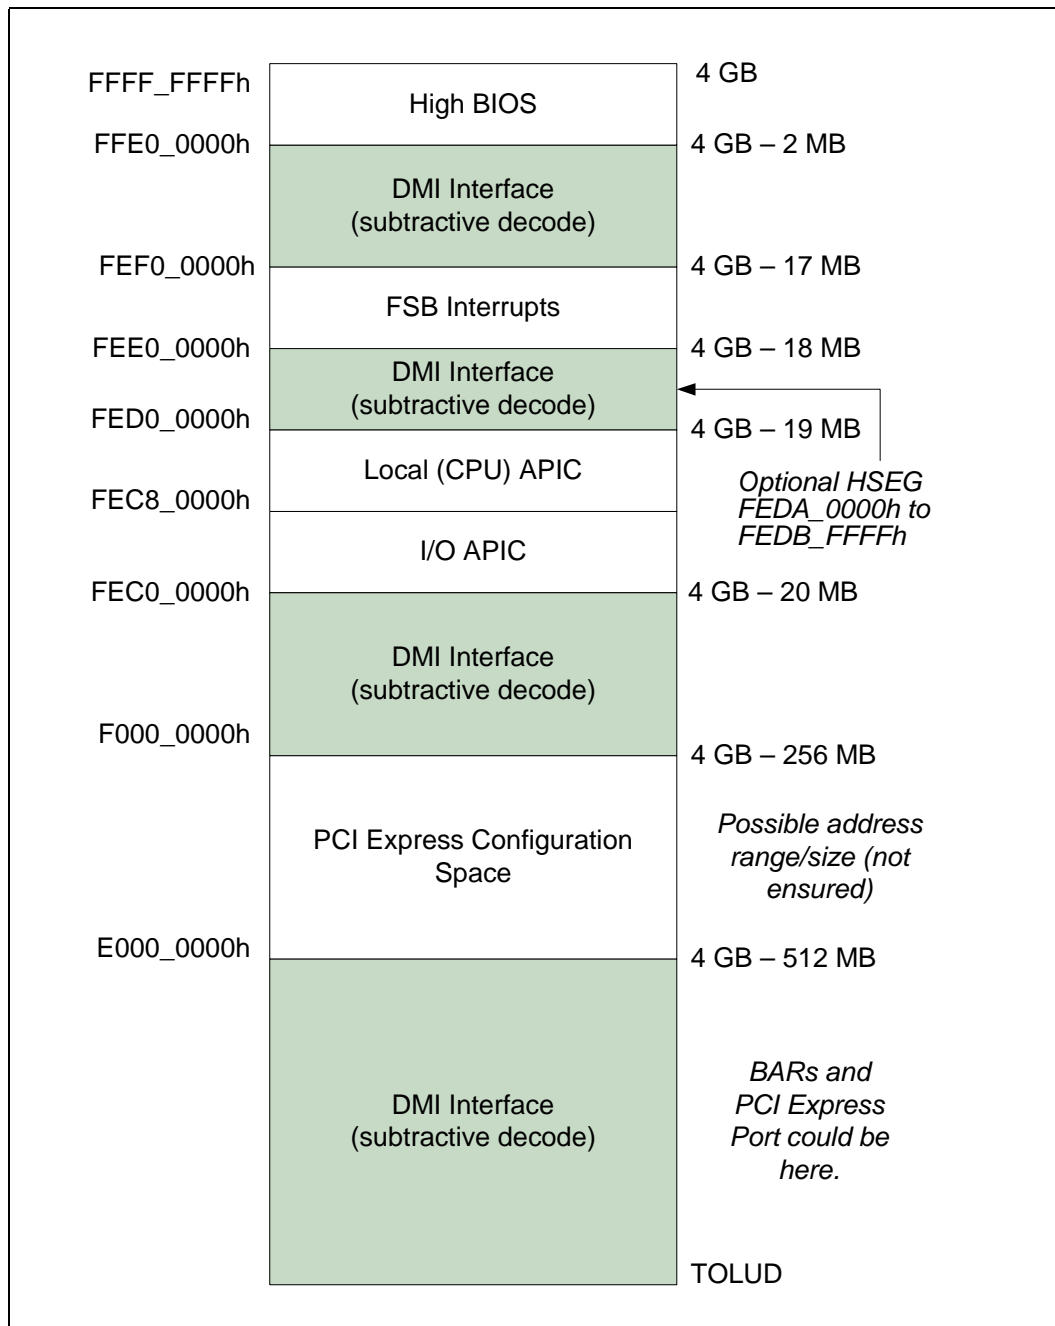 FFFF_FFFFh
4 GB
High BIOS
FFE0_0000h
4 GB – 2 MB
DMI Interface
(subtractive decode)
FEF0_0000h
4 GB – 17 MB
FSB Interrupts
FEE0_0000h
4 GB – 18 MB
DMI Interface
(subtractive decode)
FED0_0000h
4 GB – 19 MB
Local (CPU) APIC
Optional HSEG
FEDA_0000h to
FEDB_FFFFh
FEC8_0000h
I/O APIC
FEC0_0000h
4 GB – 20 MB
DMI Interface
(subtractive decode)
F000_0000h
4 GB – 256 MB
PCI Express Configuration
Space
Possible address
range/size (not
ensured)
E000_0000h
4 GB – 512 MB
DMI Interface
(subtractive decode)
BARs and
PCI Express
Port could be
here.
TOLUD